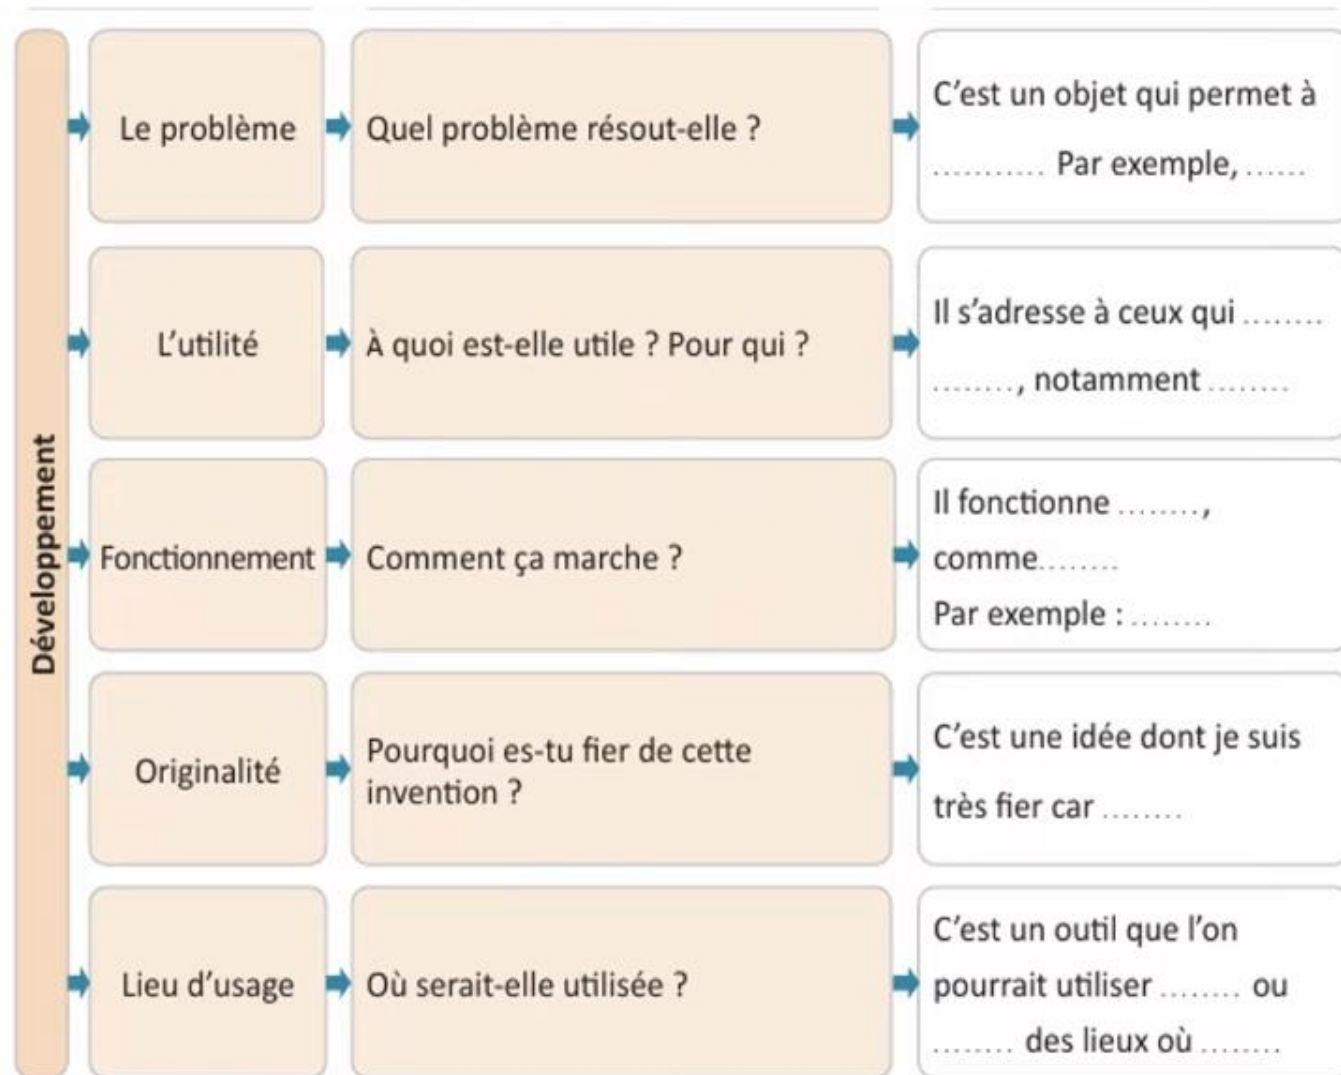 Développement
Le problème
Quel problème résout-elle ?
C'est un objet qui permet à
........... Par exemple, ......
L'utilité
À quoi est-elle utile ? Pour qui ?
Il s'adresse à ceux qui ........
........, notamment ........
Fonctionnement
Comment ça marche ?
Il fonctionne ........,
comme........
Par exemple : ........
Originalité
Pourquoi es-tu fier de cette
invention ?
C'est une idée dont je suis
très fier car ........
Lieu d'usage
Où serait-elle utilisée ?
C'est un outil que l'on
pourrait utiliser ........ ou
........ des lieux où ........